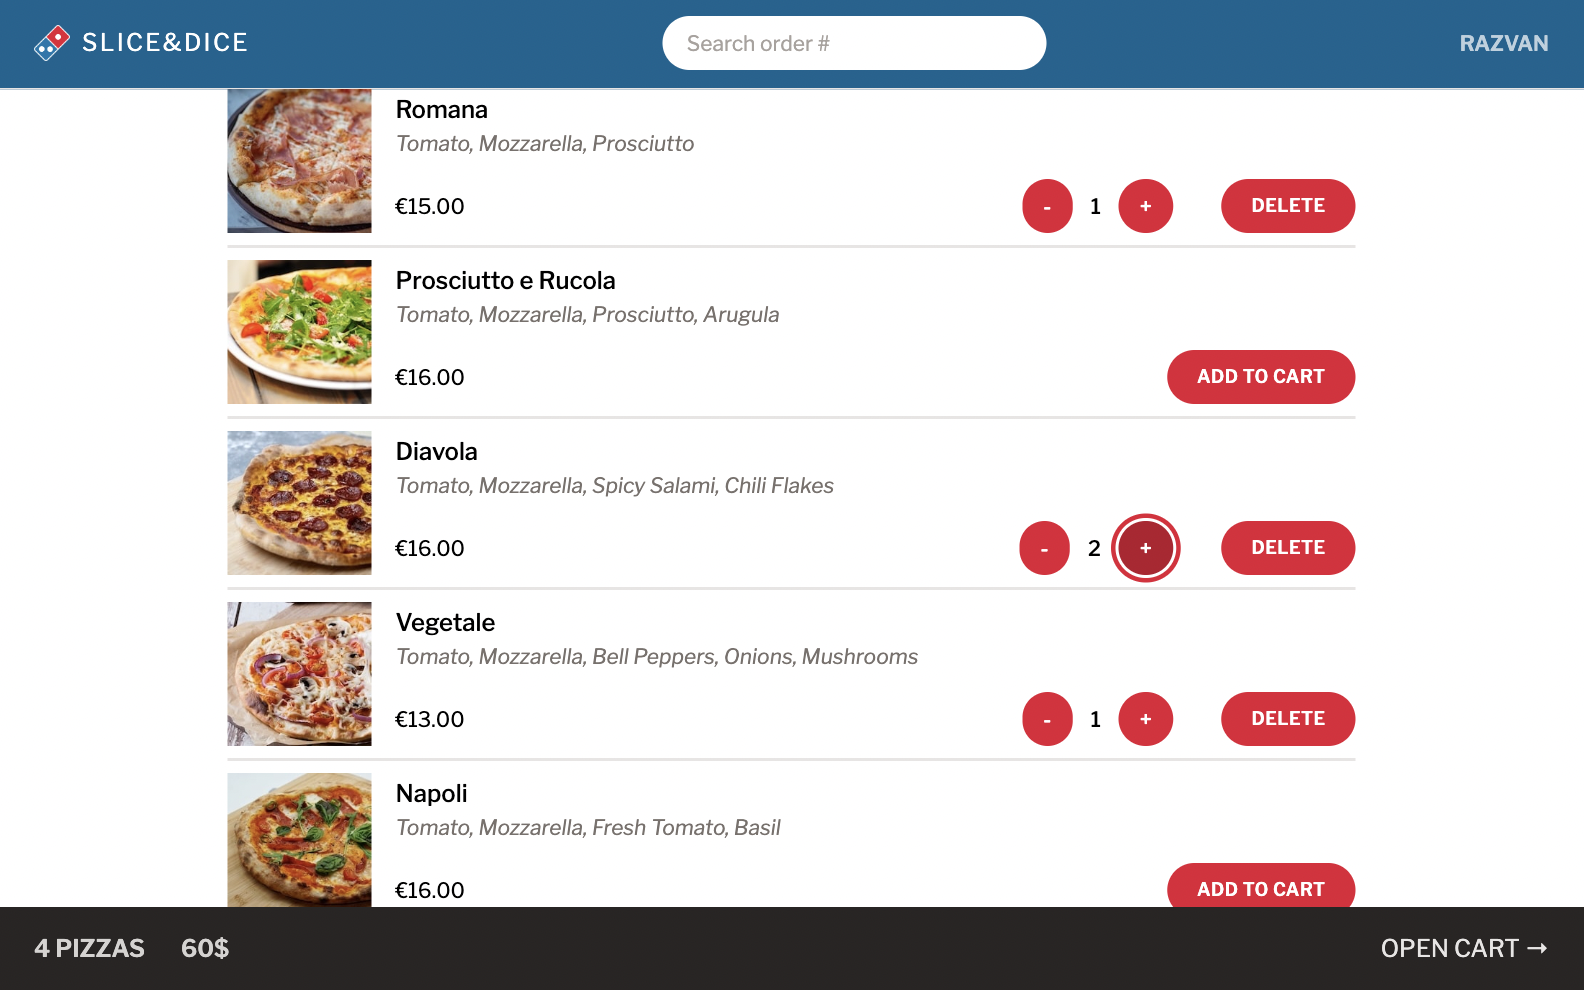 SLICE&DICE
Search order #
RAZVAN
Romana
Tomato, Mozzarella, Prosciutto
€15.00
- 1 + DELETE
Prosciutto e Rucola
Tomato, Mozzarella, Prosciutto, Arugula
€16.00
ADD TO CART
Diavola
Tomato, Mozzarella, Spicy Salami, Chili Flakes
€16.00
- 2 + DELETE
Vegetale
Tomato, Mozzarella, Bell Peppers, Onions, Mushrooms
€13.00
- 1 + DELETE
Napoli
Tomato, Mozzarella, Fresh Tomato, Basil
€16.00
ADD TO CART
4 PIZZAS 60$
OPEN CART →